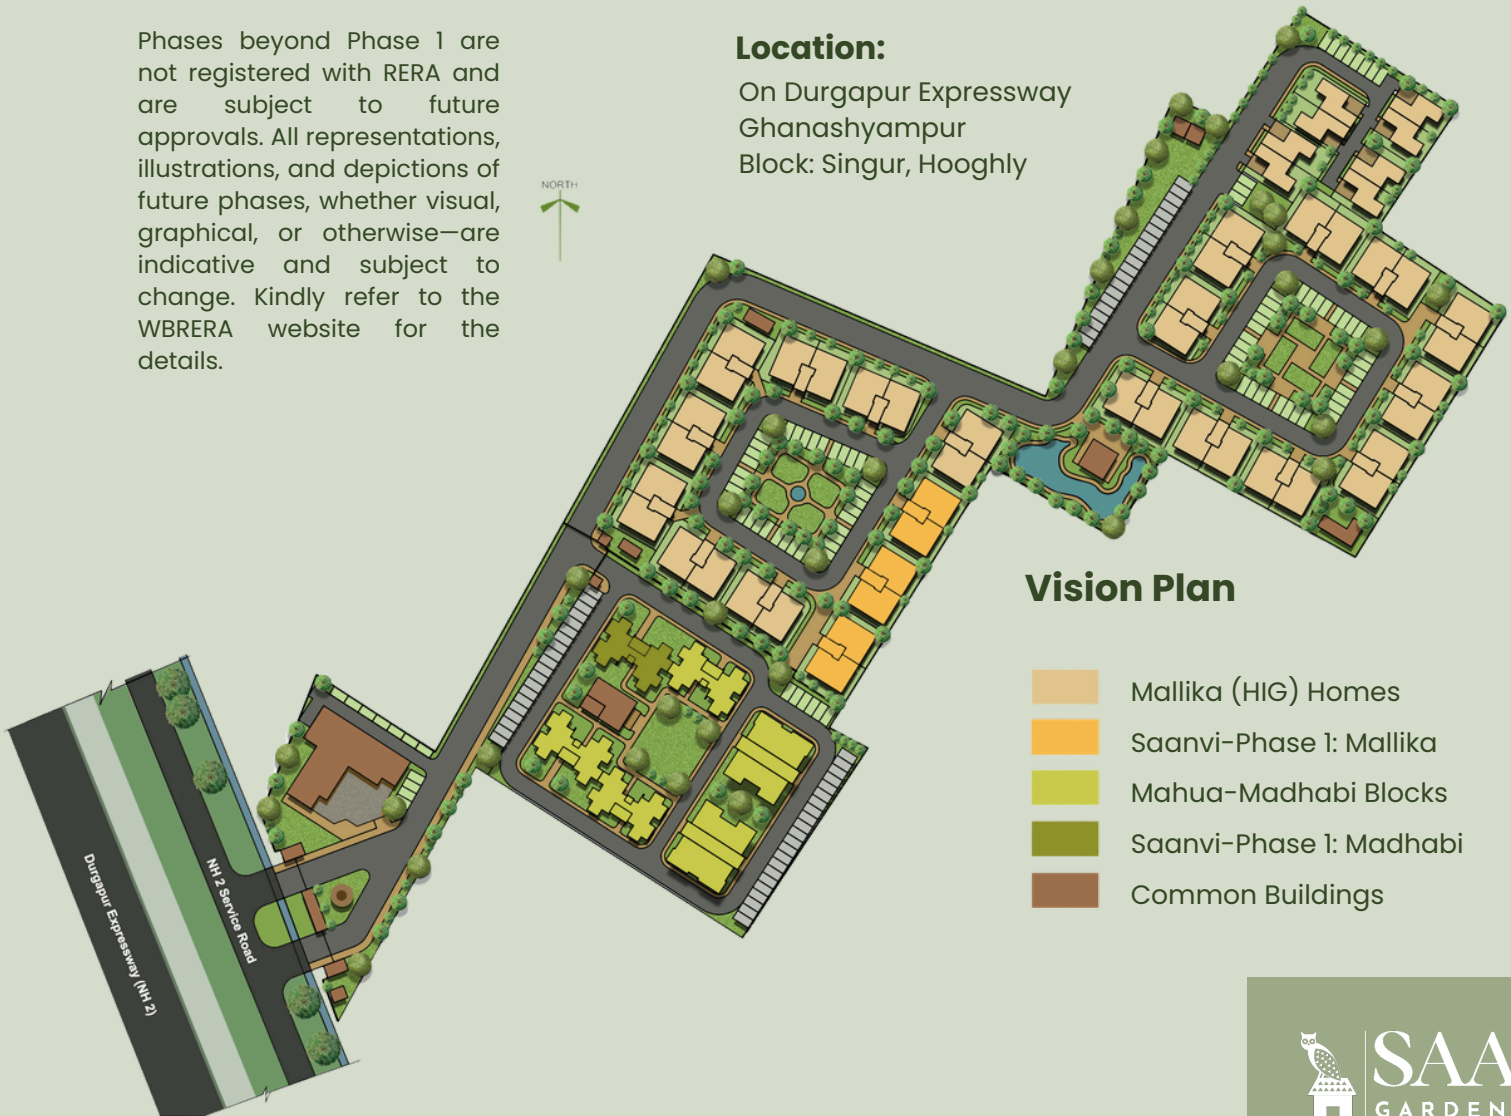 Phases beyond Phase 1 are
not registered with RERA and
are subject to future
approvals. All representations,
illustrations, and depictions of
future phases, whether visual,
graphical, or otherwise—are
indicative and subject to
change. Kindly refer to the
WBRERA website for the
details.
NORTH
Location:
On Durgapur Expressway
Ghanashyampur
Block: Singur, Hooghly
Vision Plan
Mallika (HIG) Homes
Saanvi-Phase 1: Mallika
Mahua-Madhabi Blocks
Saanvi-Phase 1: Madhabi
Common Buildings
Durgapur Expressway (NH 2)
NH 2 Service Road
SAA
GARDEN